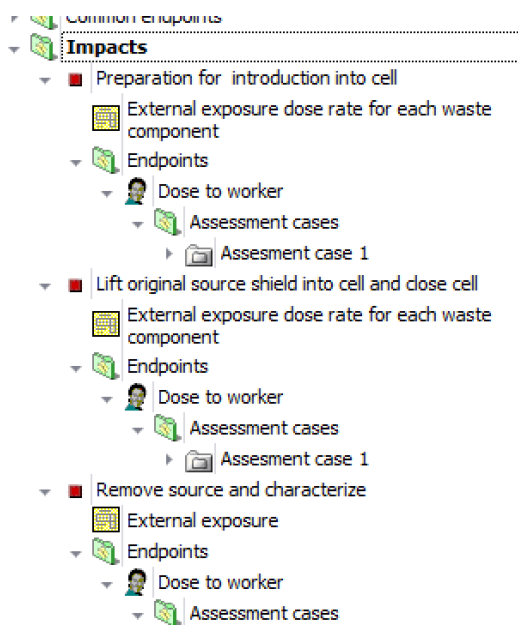 Common endpoints
Impacts
Preparation for introduction into cell
External exposure dose rate for each waste
component
Endpoints
Dose to worker
Assessment cases
Assesment case 1
Lift original source shield into cell and close cell
External exposure dose rate for each waste
component
Endpoints
Dose to worker
Assessment cases
Assesment case 1
Remove source and characterize
External exposure
Endpoints
Dose to worker
Assessment cases